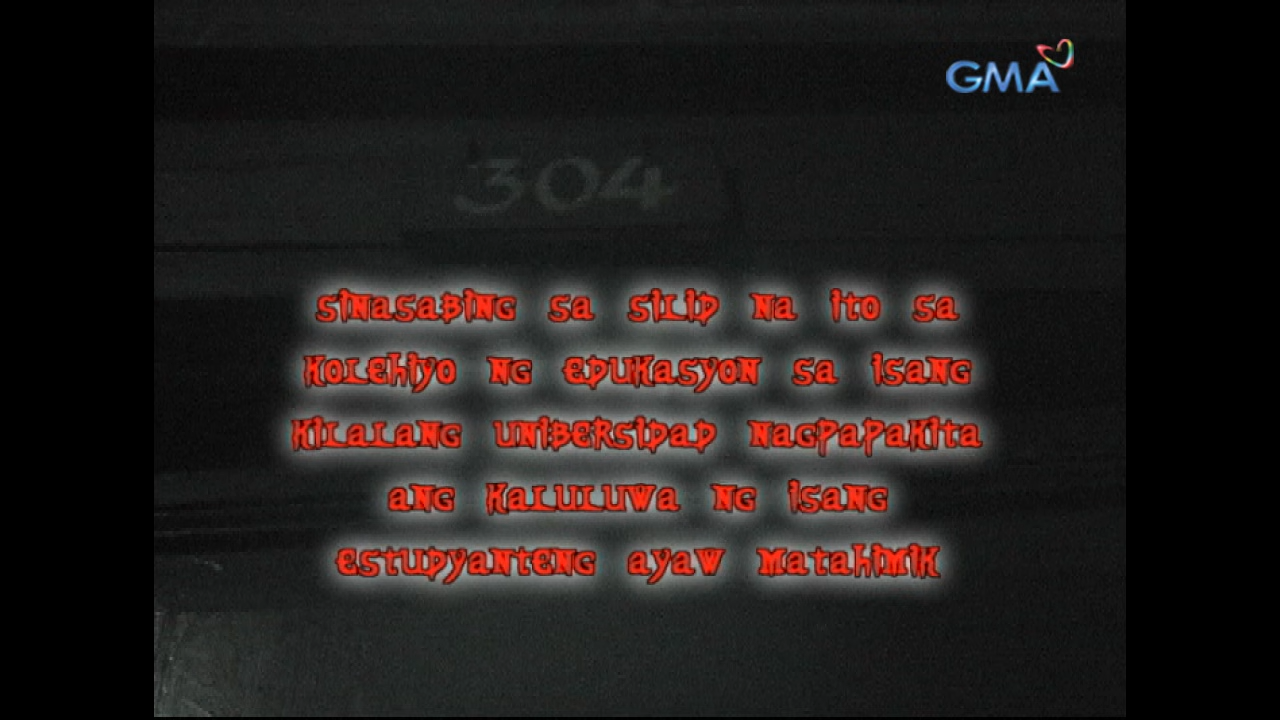 GMA
304
SINASABING SA SILID NA ITO SA
KOLEHIYO NG EDUKASYON SA ISANG
KILALANG UNIBERSIDAD NAGPAPAKITA
ANG KALULUWA NG ISANG
ESTUDYANTENG AYAW MATAHIMIK